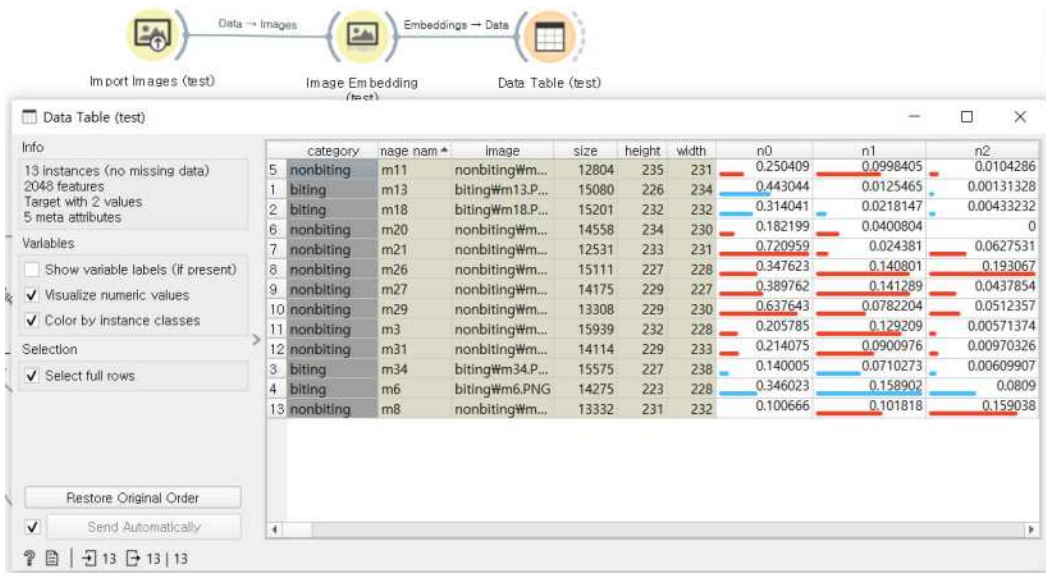 Data → Images
Embeddings → Data
Import Images (test)
Image Embedding
(test)
Data Table (test)
Data Table (test)
Info
13 instances (no missing data)
2048 features
Target with 2 values
5 meta attributes
Variables
Show variable labels (if present)
Visualize numeric values
Color by instance classes
Selection
Select full rows
Restore Original Order
Send Automatically
13 13 | 13
category nage nam image size height width n0 n1 n2
5 nonbiting m11 nonbiting₩m... 12804 235 231 0.250409 0.0998405 0.0104286
1 biting m13 biting₩m13.P... 15080 226 234 0.443044 0.0125465 0.00131328
2 biting m18 biting₩m18.P... 15201 232 232 0.314041 0.0218147 0.00433232
6 nonbiting m20 nonbiting₩m... 14558 234 230 0.182199 0.0400804 0
7 nonbiting m21 nonbiting₩m... 12531 233 231 0.720959 0.024381 0.0627531
8 nonbiting m26 nonbiting₩m... 15111 227 228 0.347623 0.140801 0.193067
9 nonbiting m27 nonbiting₩m... 14175 229 227 0.389762 0.141289 0.0437854
10 nonbiting m29 nonbiting₩m... 13308 229 230 0.637643 0.0782204 0.0512357
11 nonbiting m3 nonbiting₩m... 15939 232 228 0.205785 0.129209 0.00571374
12 nonbiting m31 nonbiting₩m... 14114 229 233 0.214075 0.0900976 0.00970326
3 biting m34 biting₩m34.P... 15575 227 238 0.140005 0.0710273 0.00609907
4 biting m6 biting₩m6.PNG 14275 223 228 0.346023 0.158902 0.0809
13 nonbiting m8 nonbiting₩m... 13332 231 232 0.100666 0.101818 0.159038